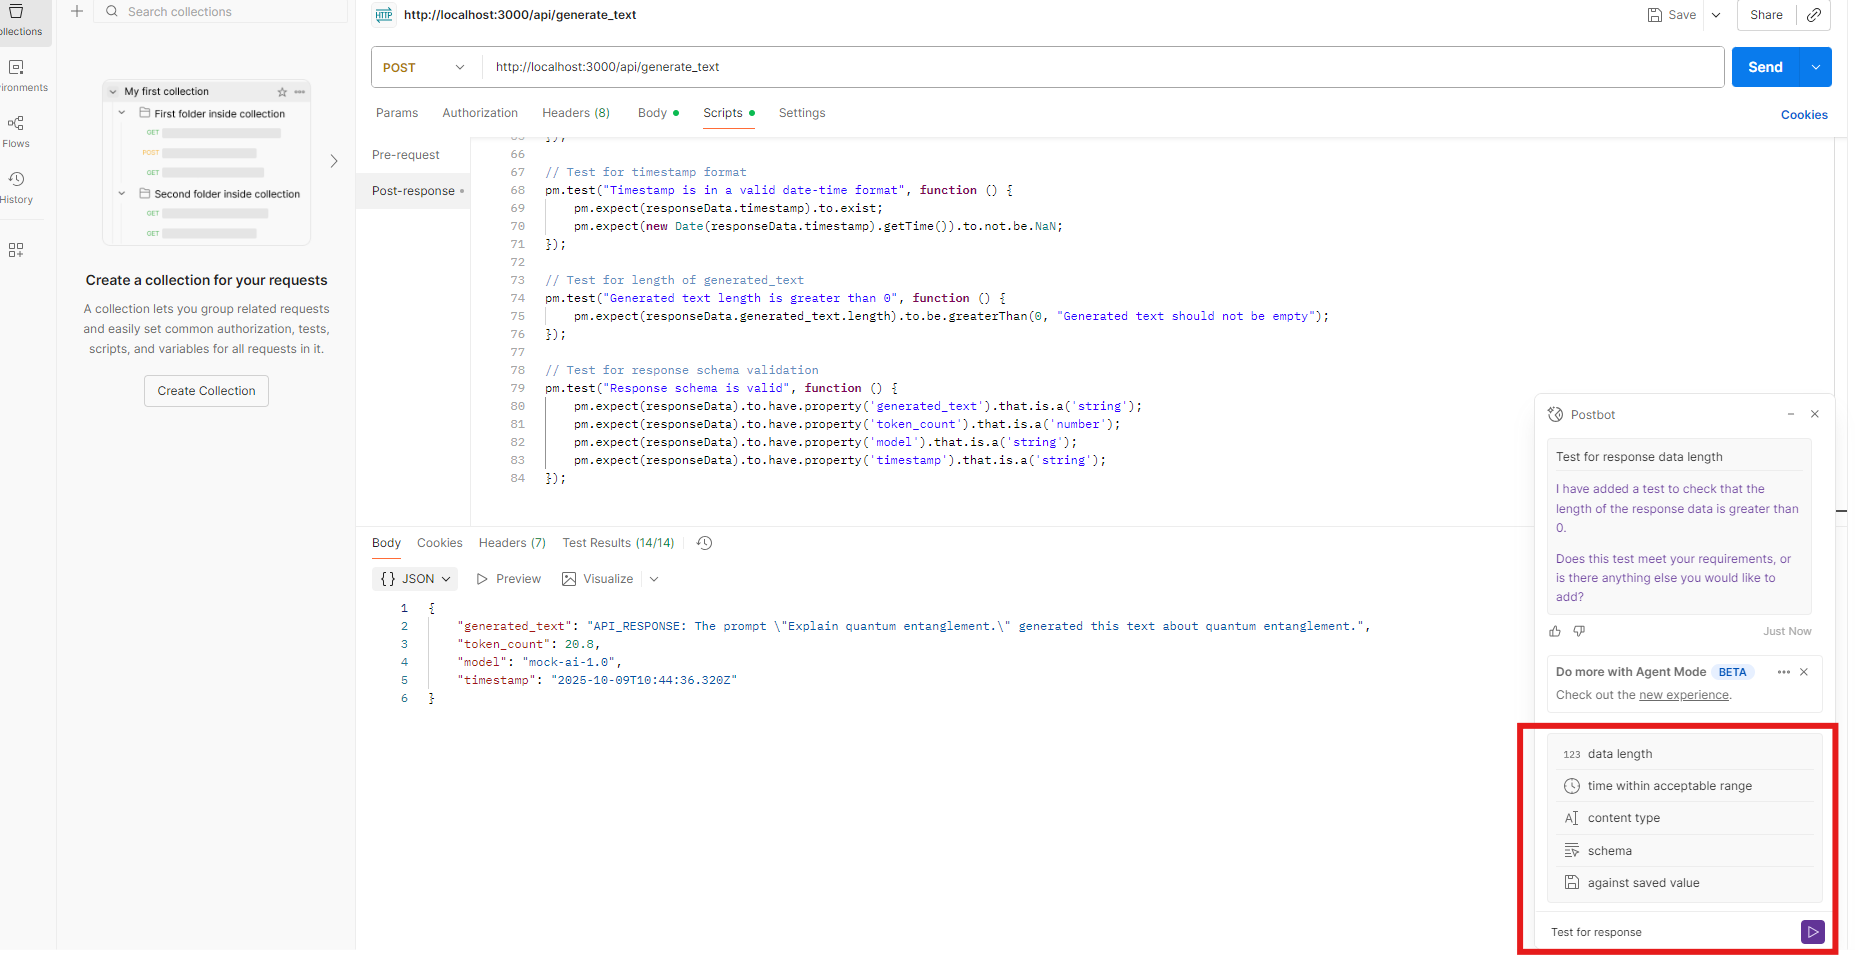 ollections
Search collections
HTTP http://localhost:3000/api/generate_text
Save
Share
POST http://localhost:3000/api/generate_text
Send
ironments
Flows
History
My first collection
First folder inside collection
GET
POST
GET
Second folder inside collection
GET
GET
Create a collection for your requests
A collection lets you group related requests
and easily set common authorization, tests,
scripts, and variables for all requests in it.
Create Collection
Params Authorization Headers (8) Body Scripts Settings
Cookies
Pre-request
Post-response
65 });
66
67 // Test for timestamp format
68 pm.test("Timestamp is in a valid date-time format", function () {
69 pm.expect(responseData.timestamp).to.exist;
70 pm.expect(new Date(responseData.timestamp).getTime()).to.not.be.NaN;
71 });
72
73 // Test for length of generated_text
74 pm.test("Generated text length is greater than 0", function () {
75 pm.expect(responseData.generated_text.length).to.be.greaterThan(0, "Generated text should not be empty");
76 });
77
78 // Test for response schema validation
79 pm.test("Response schema is valid", function () {
80 pm.expect(responseData).to.have.property('generated_text').that.is.a('string');
81 pm.expect(responseData).to.have.property('token_count').that.is.a('number');
82 pm.expect(responseData).to.have.property('model').that.is.a('string');
83 pm.expect(responseData).to.have.property('timestamp').that.is.a('string');
84 });
Body Cookies Headers (7) Test Results (14/14)
{} JSON Preview Visualize
1 {
2 "generated_text": "API_RESPONSE: The prompt \"Explain quantum entanglement.\" generated this text about quantum entanglement.",
3 "token_count": 20.8,
4 "model": "mock-ai-1.0",
5 "timestamp": "2025-10-09T10:44:36.320Z"
6 }
Postbot
Test for response data length
I have added a test to check that the
length of the response data is greater than
0.
Does this test meet your requirements, or
is there anything else you would like to
add?
Just Now
Do more with Agent Mode BETA
Check out the new experience.
123 data length
time within acceptable range
AI content type
schema
against saved value
Test for response